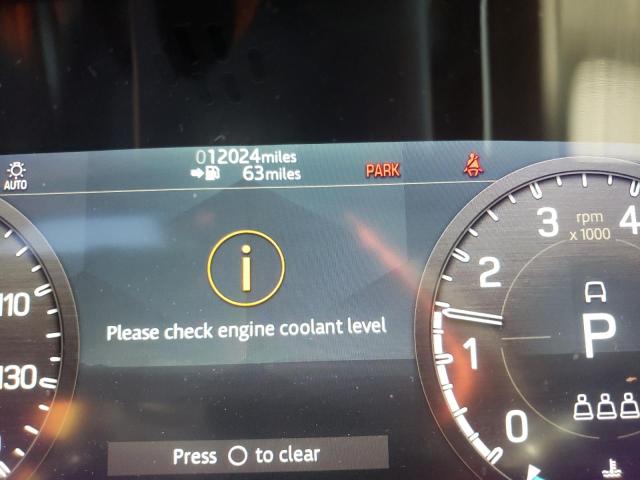 012024miles
63miles
AUTO
PARK
110
130
Please check engine coolant level
Press O to clear
0
1
2
3
4
rpm
x 1000
P